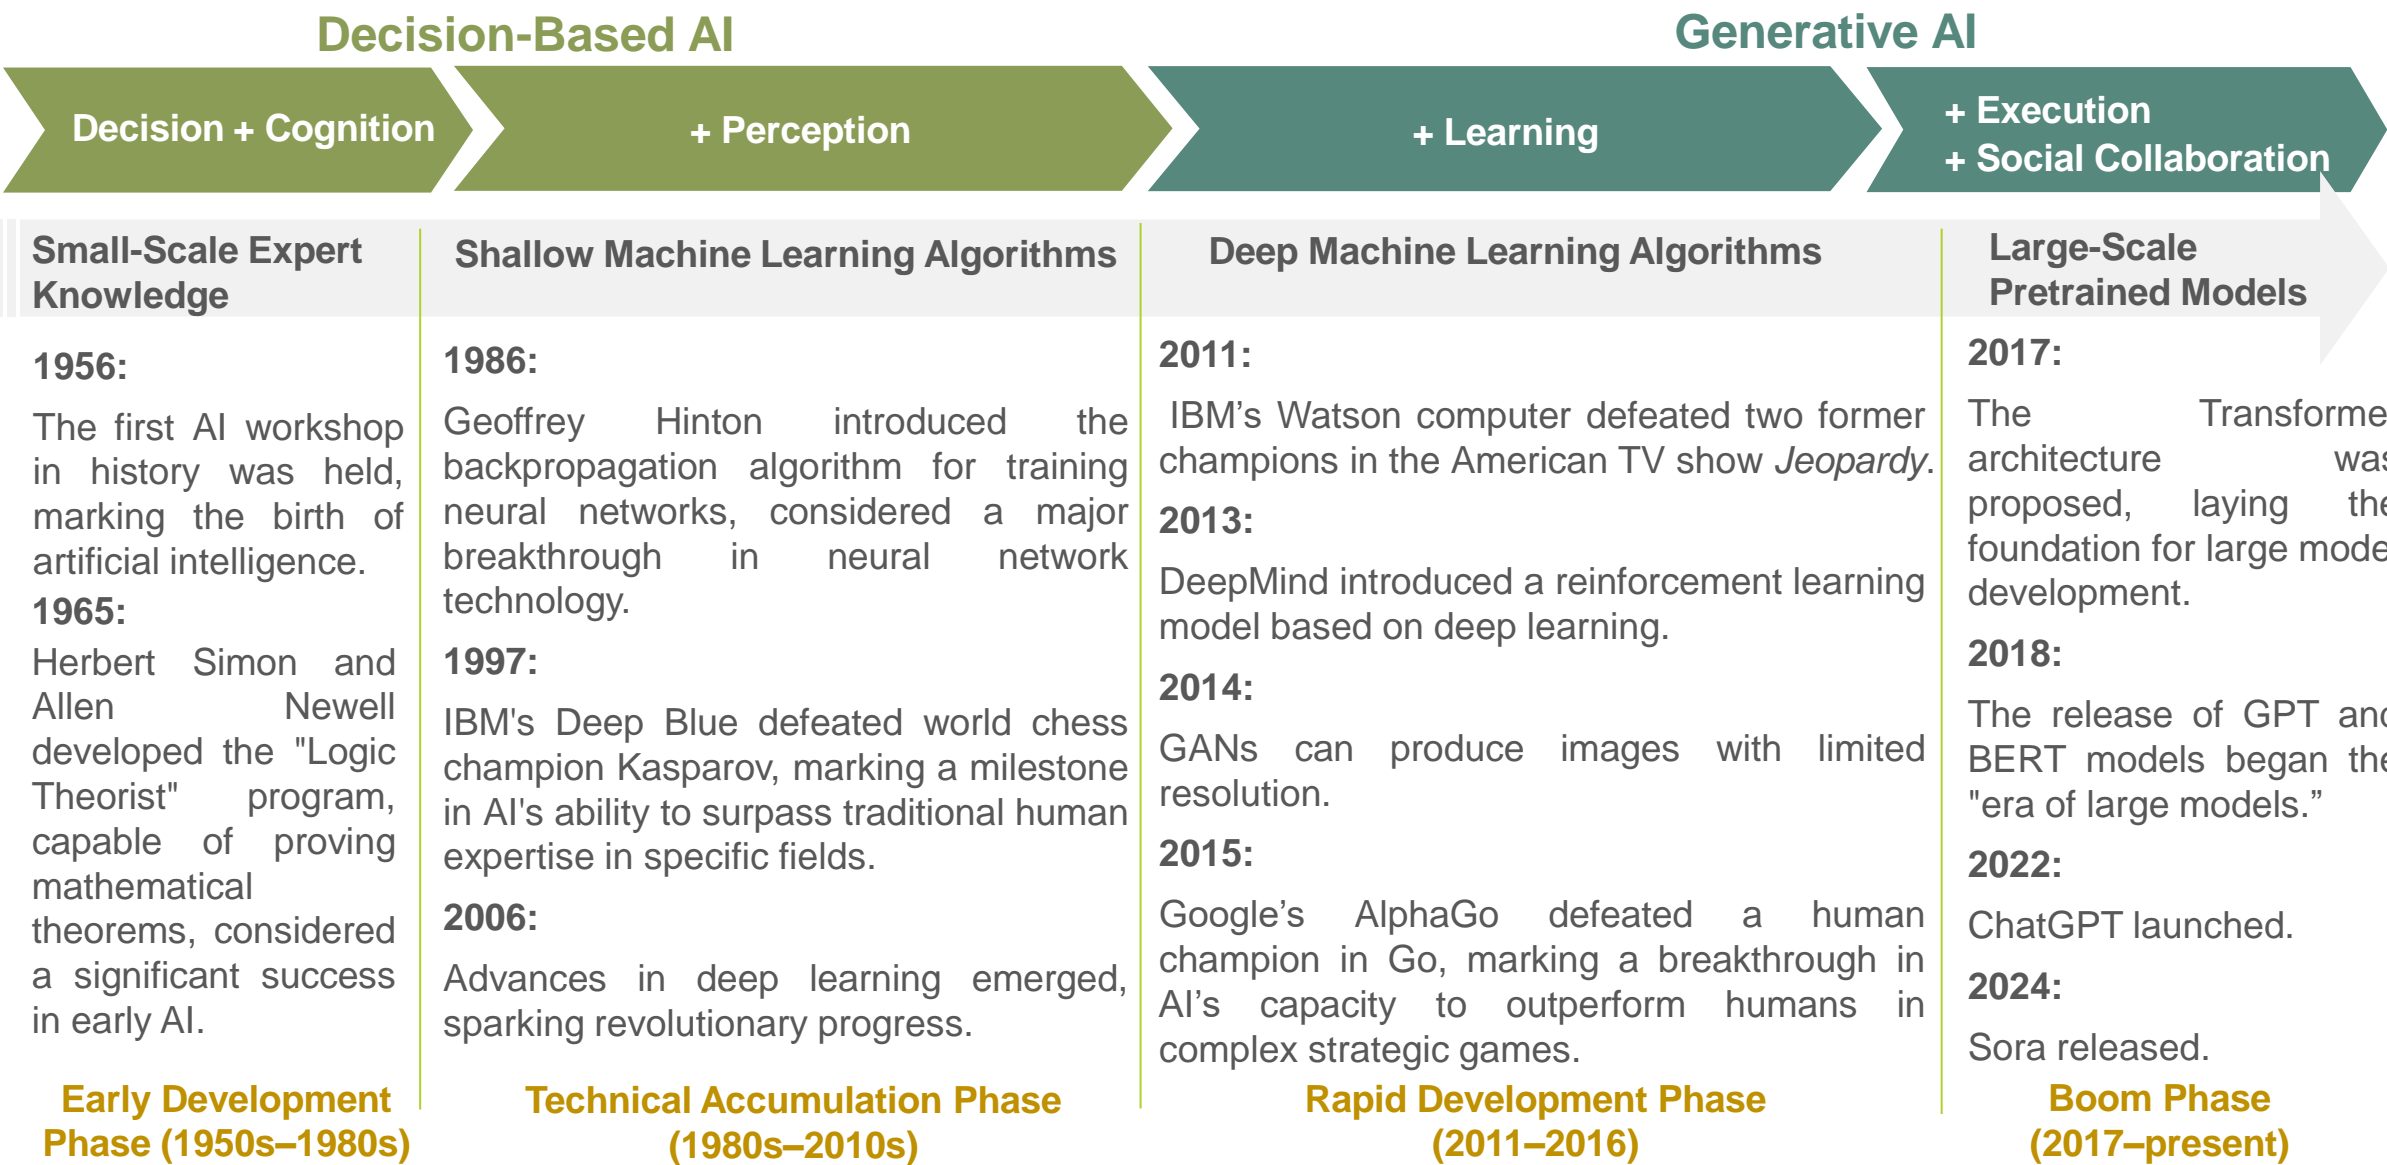 Decision-Based AI
Generative AI
Decision + Cognition
+ Perception
+ Learning
+ Execution
+ Social Collaboration
Small-Scale Expert
Knowledge
Shallow Machine Learning Algorithms
Deep Machine Learning Algorithms
Large-Scale
Pretrained Models
1956:
The first AI workshop
in history was held,
marking the birth of
artificial intelligence.
1965:
Herbert Simon and
Allen Newell
developed the "Logic
Theorist" program,
capable of proving
mathematical
theorems, considered
a significant success
in early AI.
Early Development
Phase (1950s–1980s)
1986:
Geoffrey Hinton introduced the
backpropagation algorithm for training
neural networks, considered a major
breakthrough in neural network
technology.
1997:
IBM's Deep Blue defeated world chess
champion Kasparov, marking a milestone
in AI's ability to surpass traditional human
expertise in specific fields.
2006:
Advances in deep learning emerged,
sparking revolutionary progress.
Technical Accumulation Phase
(1980s–2010s)
2011:
IBM’s Watson computer defeated two former
champions in the American TV show Jeopardy.
2013:
DeepMind introduced a reinforcement learning
model based on deep learning.
2014:
GANs can produce images with limited
resolution.
2015:
Google’s AlphaGo defeated a human
champion in Go, marking a breakthrough in
AI’s capacity to outperform humans in
complex strategic games.
Rapid Development Phase
(2011–2016)
2017:
The Transforme
architecture was
proposed, laying the
foundation for large mode
development.
2018:
The release of GPT and
BERT models began the
"era of large models.”
2022:
ChatGPT launched.
2024:
Sora released.
Boom Phase
(2017–present)